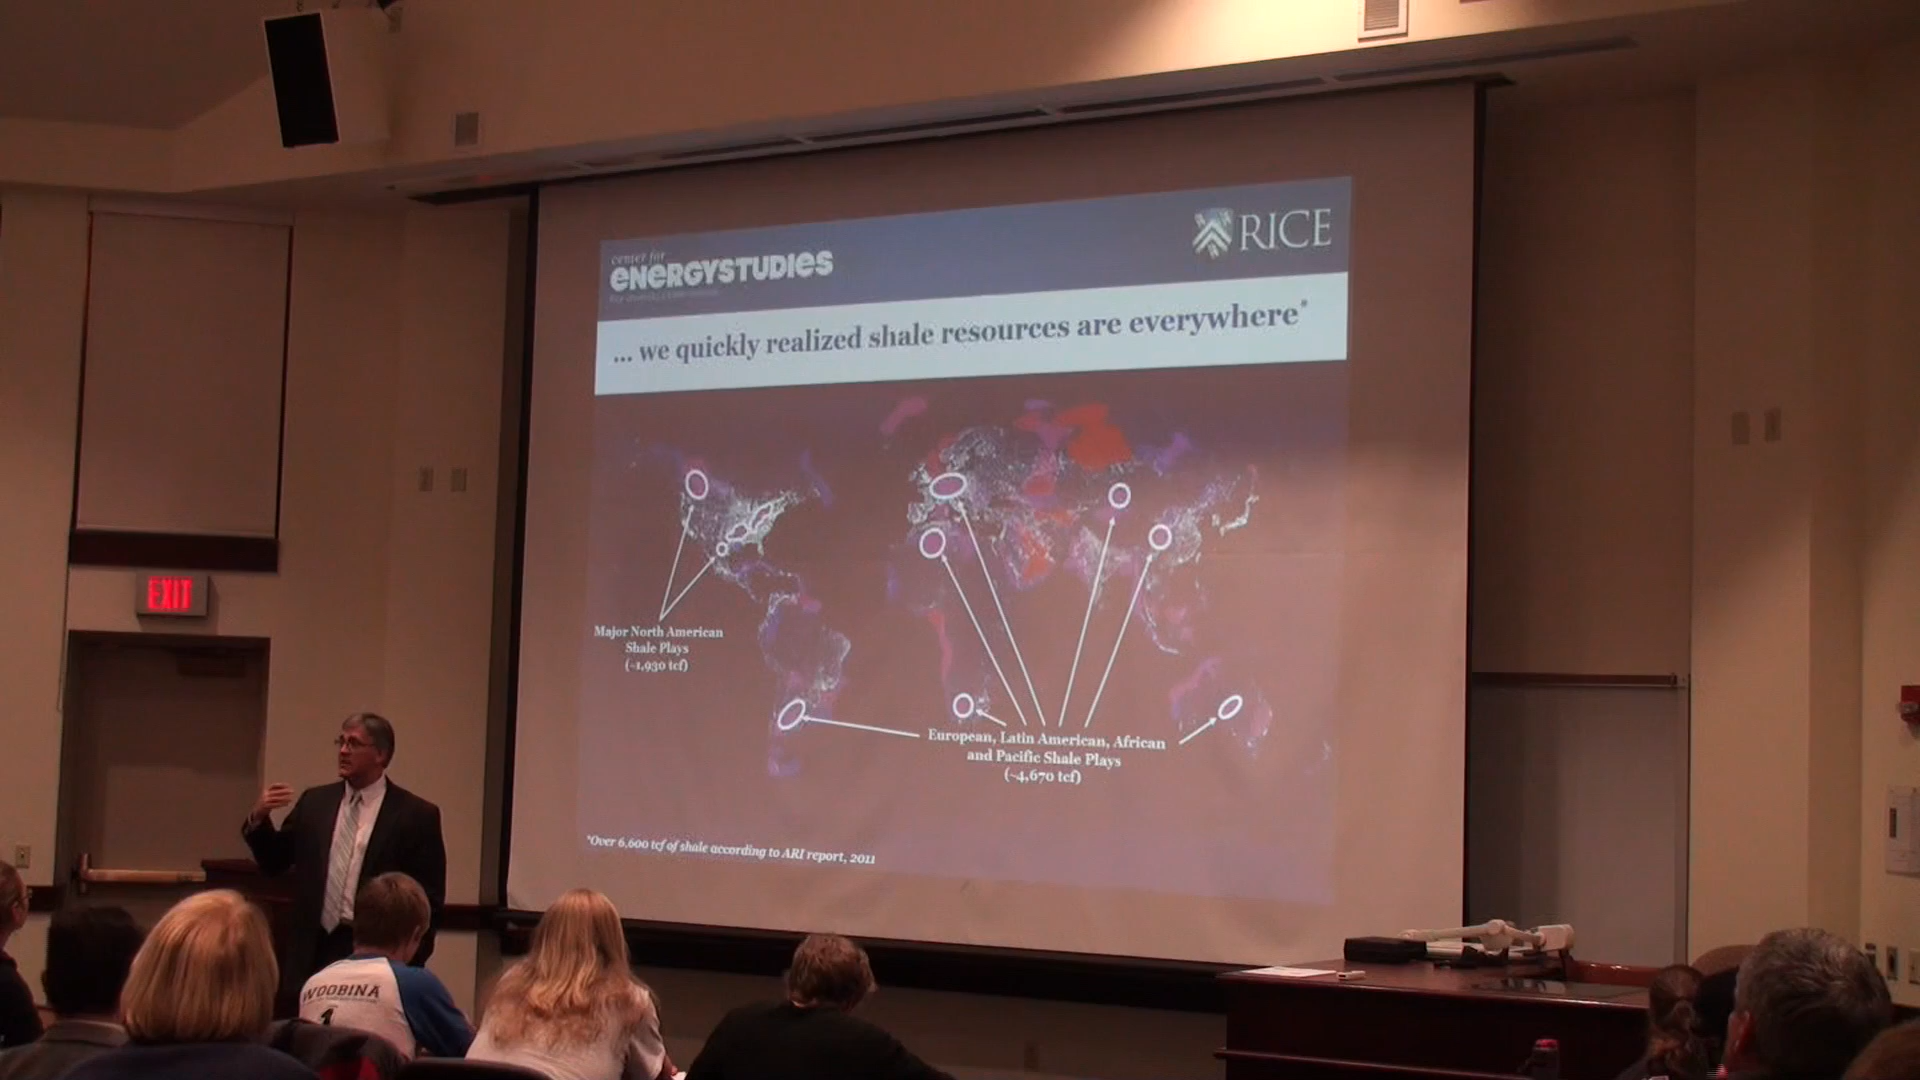 RICE
center for
ENERGYSTUDIES
... we quickly realized shale resources are everywhere*
Major North American
Shale Plays
(~1,930 tcf)
European, Latin American, African
and Pacific Shale Plays
(~4,670 tcf)
*Over 6,600 tcf of shale according to ARI report, 2011
EXIT
WOOBINA
1